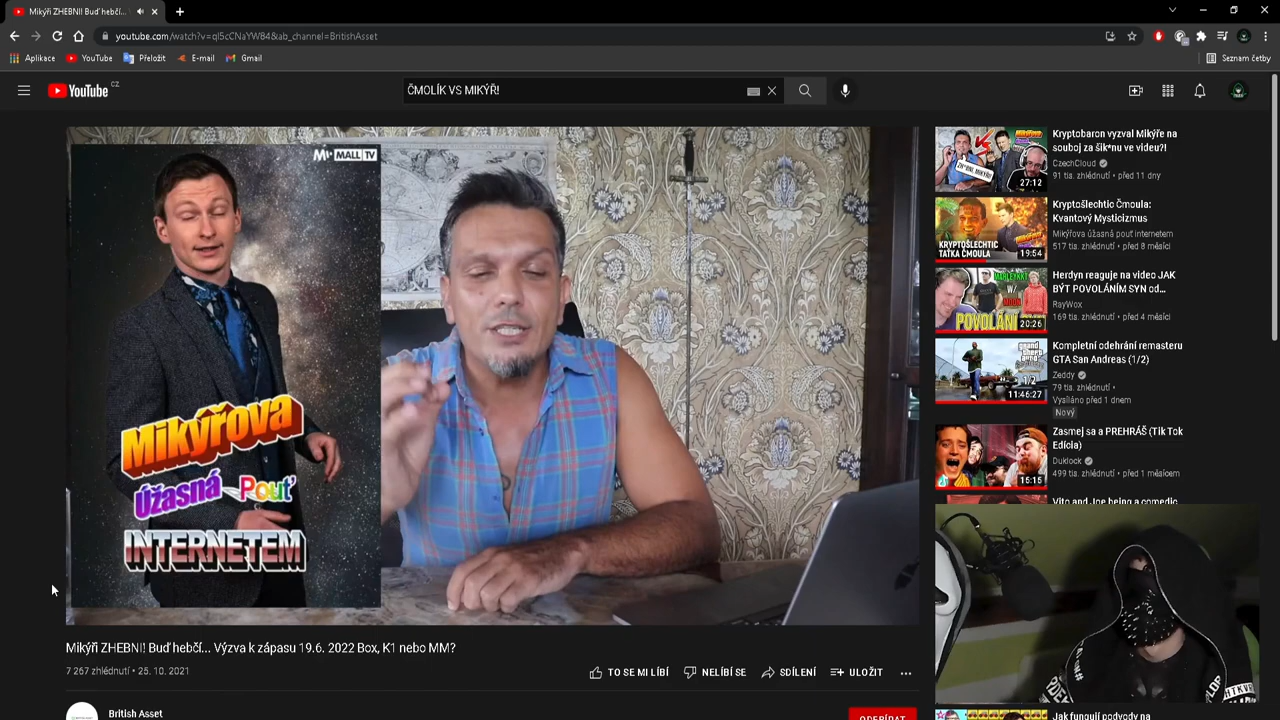 Mikýři ZHEBNI! Buď hebčí...
youtube.com/watch?v=ql5cCNaYW84&ab_channel=BritishAsset
Aplikace
YouTube
Přeložit
E-mail
Gmail
Seznam četby
YouTube CZ
ČMOLÍK VS MIKÝŘ!
MALL TV
Mikýřova
Úžasná Pouť
INTERNETEM
Mikýři ZHEBNI! Buď hebčí... Výzva k zápasu 19.6. 2022 Box, K1 nebo MM?
7 267 zhlédnutí • 25. 10. 2021
TO SE MI LÍBÍ
NELÍBÍ SE
SDÍLENÍ
ULOŽIT
British Asset
ODEBÍRAT
27:12
Kryptobaron vyzval Mikýře na
souboj za šik*nu ve videu?!
CzechCloud
91 tis. zhlédnutí • před 11 dny
KRYPTOŠLECHTIC
TATKA ČMOULA
19:54
Kryptošlechtic Čmoula:
Kvantový Mysticizmus
Mikýřova úžasná pouť internetem
517 tis. zhlédnutí • před 8 měsíci
POVOLÁNÍ
20:26
Herdyn reaguje na video JAK
BÝT POVOLÁNÍM SYN od...
RayWox
169 tis. zhlédnutí • před 4 měsíci
1/2
11:46:27
Kompletní odehrání remasteru
GTA San Andreas (1/2)
Zeddy
79 tis. zhlédnutí •
Vysíláno před 1 dnem
Nový
15:15
Zasmej sa a PREHRÁŠ (Tik Tok
Edícia)
Duklock
499 tis. zhlédnutí • před 1 měsícem
Vito and Joe being a comedic
Jak fungují podvody na